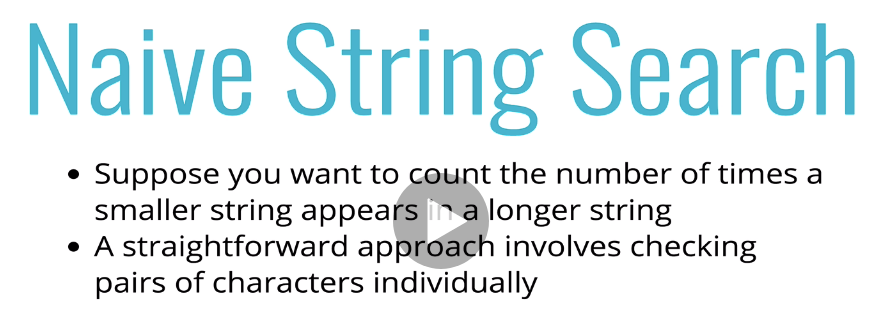 Naive String Search
• Suppose you want to count the number of times a
smaller string appears in a longer string
• A straightforward approach involves checking
pairs of characters individually